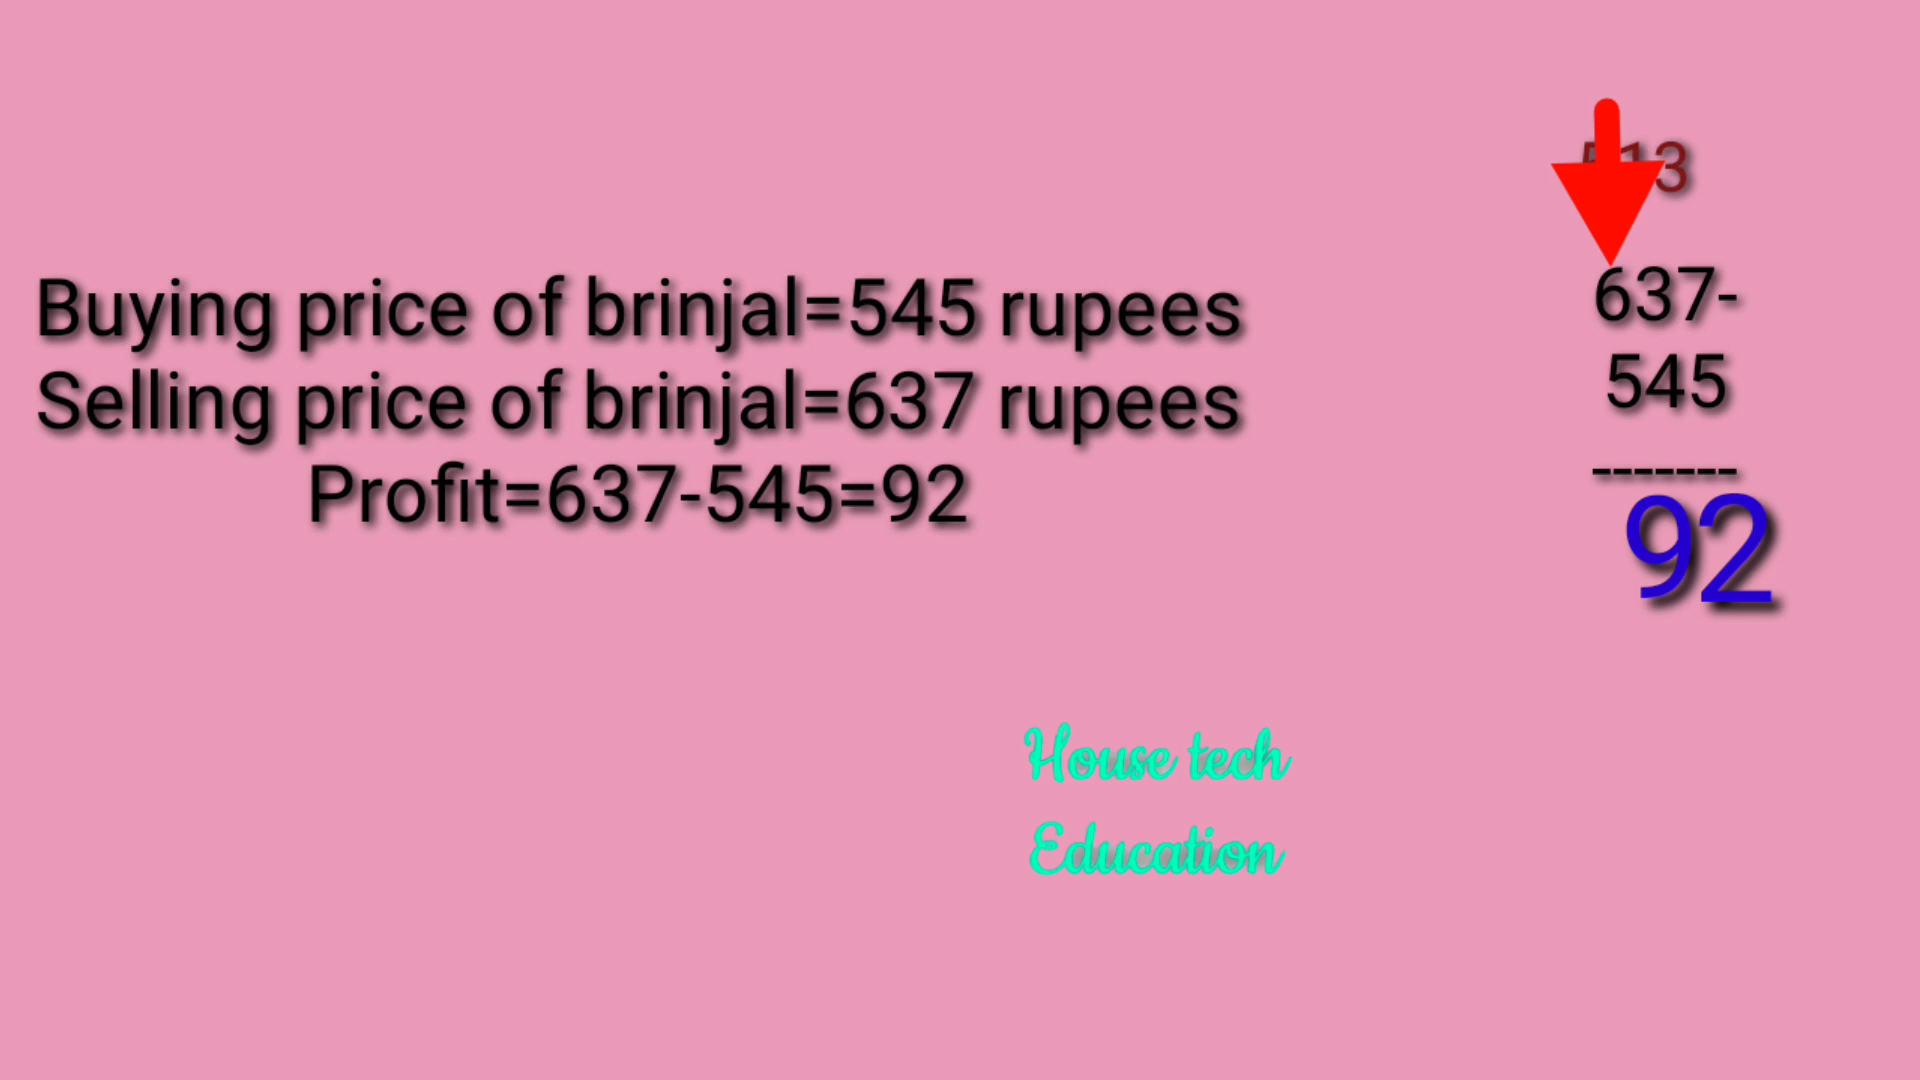 513
Buying price of brinjal=545 rupees
Selling price of brinjal=637 rupees
Profit=637-545=92
637-
545
-------
92
House tech
Education